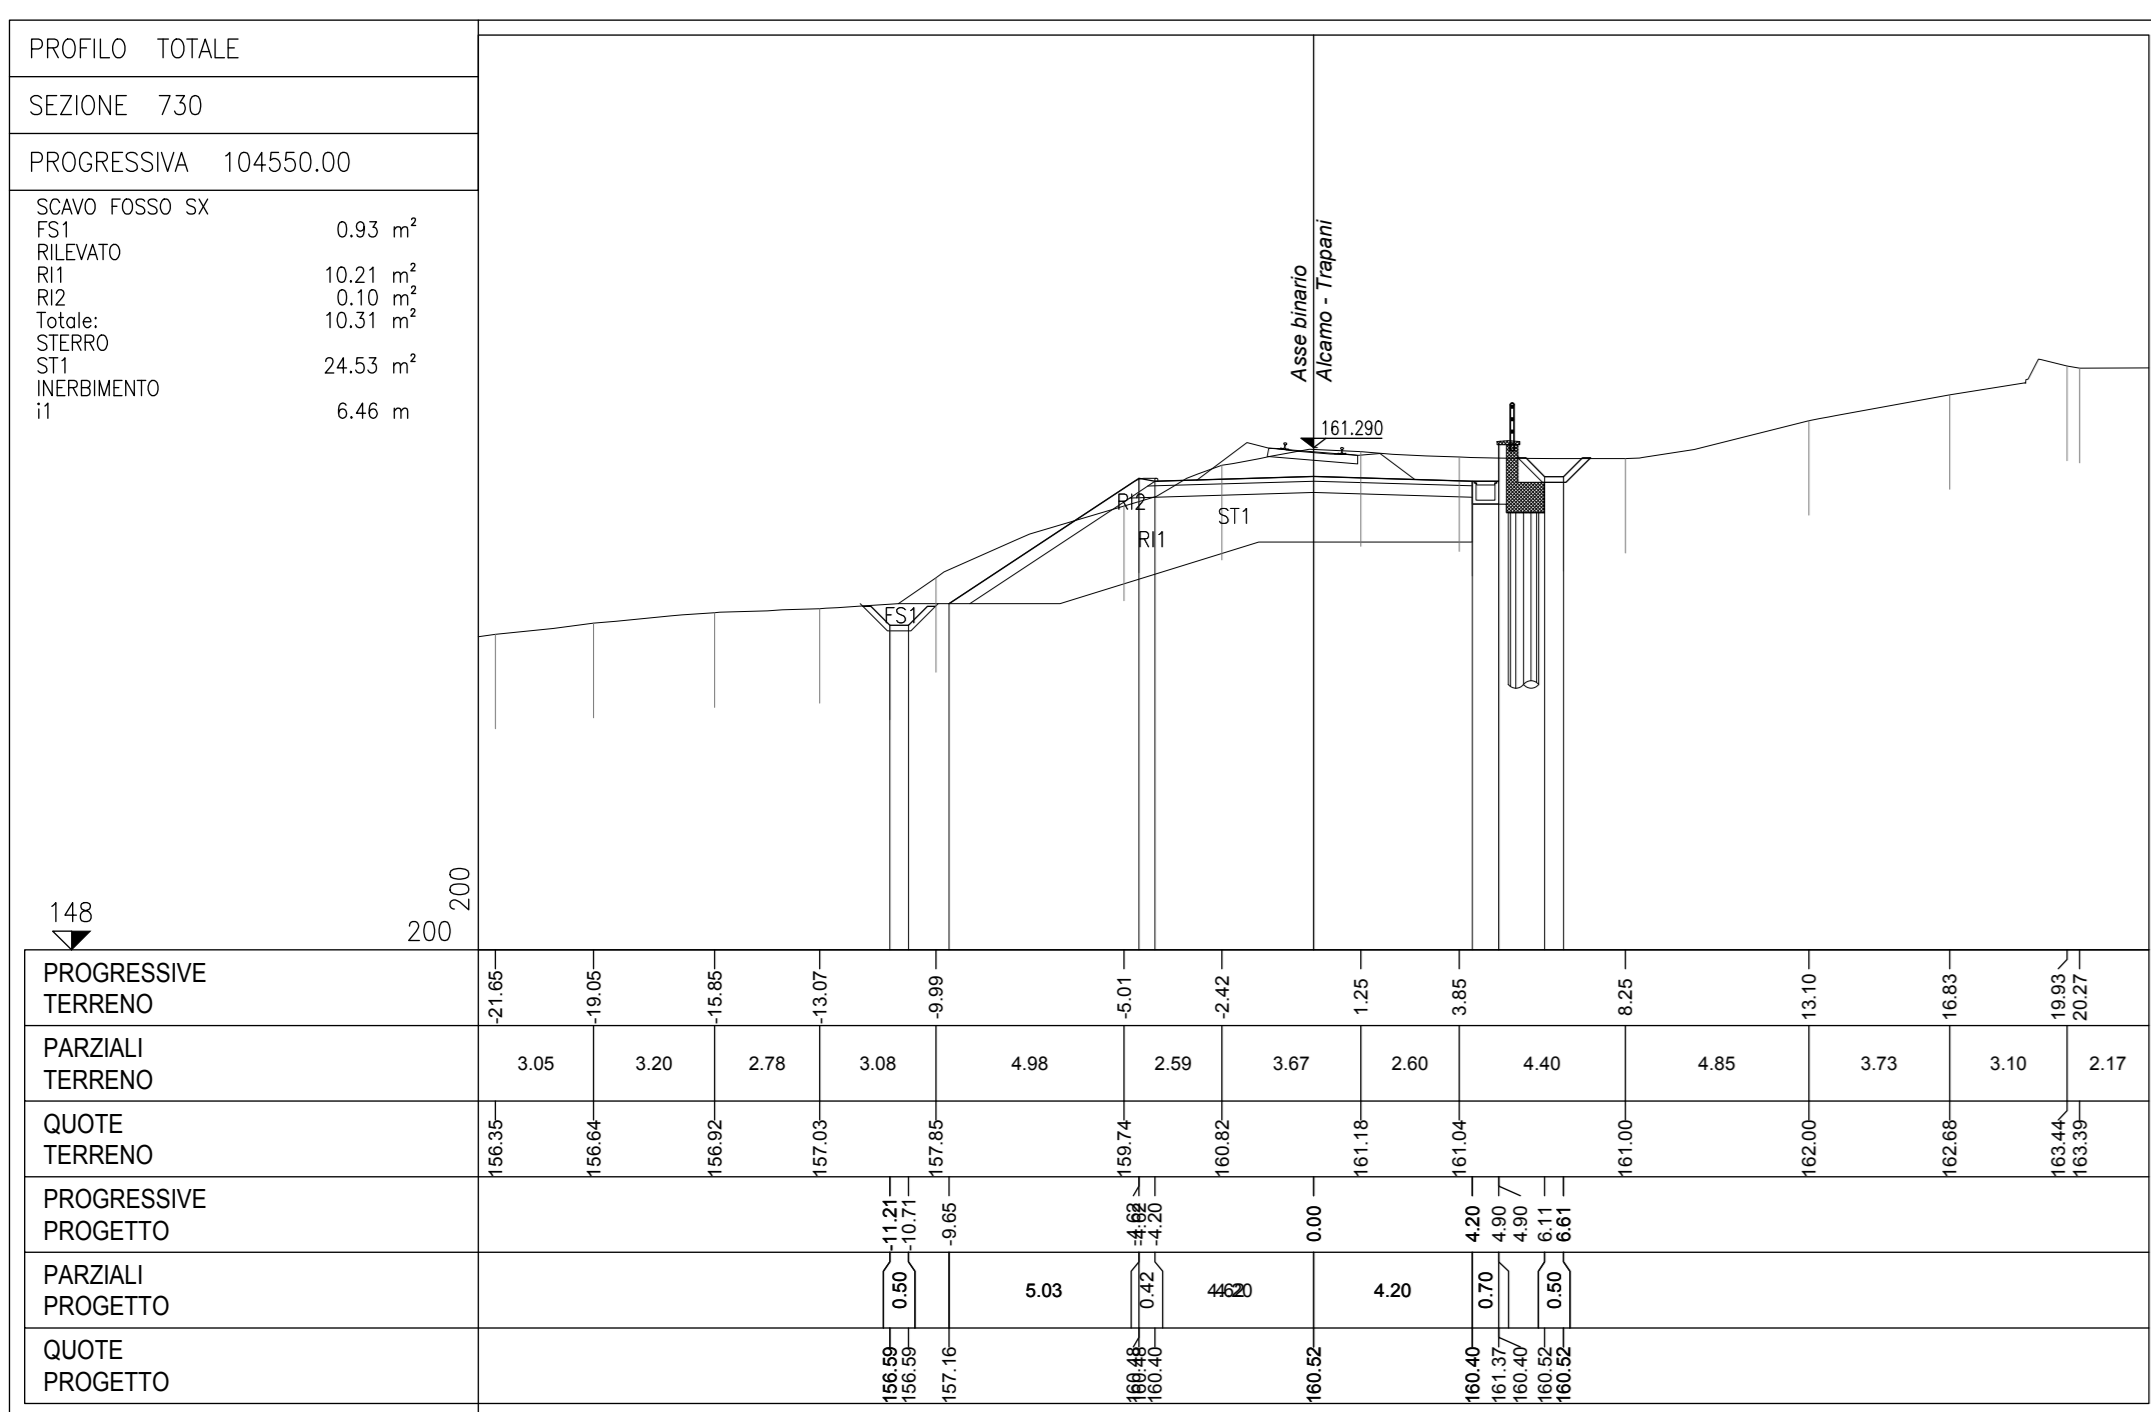 PROFILO TOTALE
SEZIONE 730
PROGRESSIVA 104550.00
SCAVO FOSSO SX
FS1 0.93 m²
RILEVATO
RI1 10.21 m²
RI2 0.10 m²
Totale: 10.31 m²
STERRO
ST1 24.53 m²
INERBIMENTO
i1 6.46 m
Asse binario
Alcamo - Trapani
161.290
RI2
ST1
RI1
FS1
200
148
200
PROGRESSIVE
TERRENO
-21.65 -19.05 -15.85 -13.07 -9.99 -5.01 -2.42 1.25 3.85 8.25 13.10 16.83 19.93 20.27
PARZIALI
TERRENO
3.05 3.20 2.78 3.08 4.98 2.59 3.67 2.60 4.40 4.85 3.73 3.10 2.17
QUOTE
TERRENO
156.35 156.64 156.92 157.03 157.85 159.74 160.82 161.18 161.04 161.00 162.00 162.68 163.44 163.39
PROGRESSIVE
PROGETTO
-11.21 -10.71 -9.65 -4.62 -4.20 0.00 4.20 4.90 4.90 6.11 6.61
PARZIALI
PROGETTO
0.50 5.03 0.42 4.20 0.70 0.50
QUOTE
PROGETTO
156.59 156.59 157.16 160.48 160.40 160.52 160.40 161.37 160.40 160.52 160.52